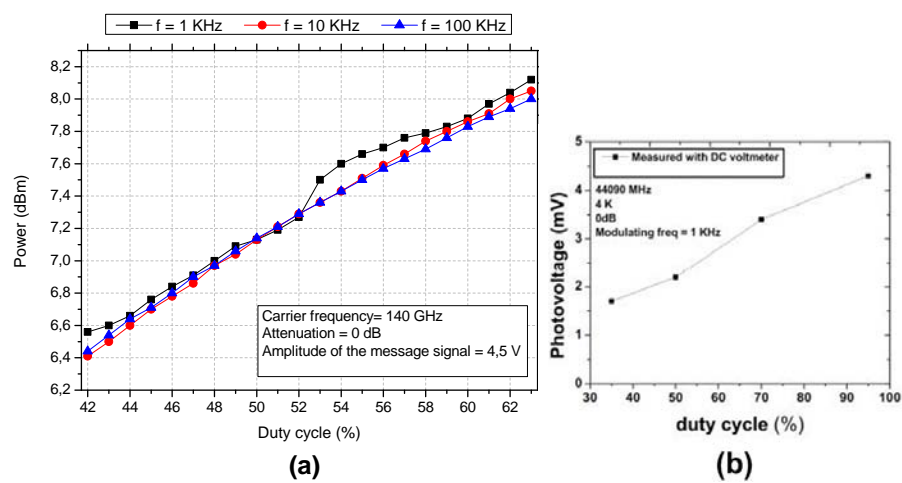 f = 1 KHz f = 10 KHz f = 100 KHz
8,2
8,0
7,8
7,6
7,4
7,2
7,0
6,8
6,6
6,4
6,2
Power (dBm)
Carrier frequency= 140 GHz
Attenuation = 0 dB
Amplitude of the message signal = 4,5 V
42 44 46 48 50 52 54 56 58 60 62
Duty cycle (%)
(a)
5
4
3
2
1
0
Photovoltage (mV)
Measured with DC voltmeter
44090 MHz
4 K
0dB
Modulating freq = 1 KHz
30 40 50 60 70 80 90 100
duty cycle (%)
(b)